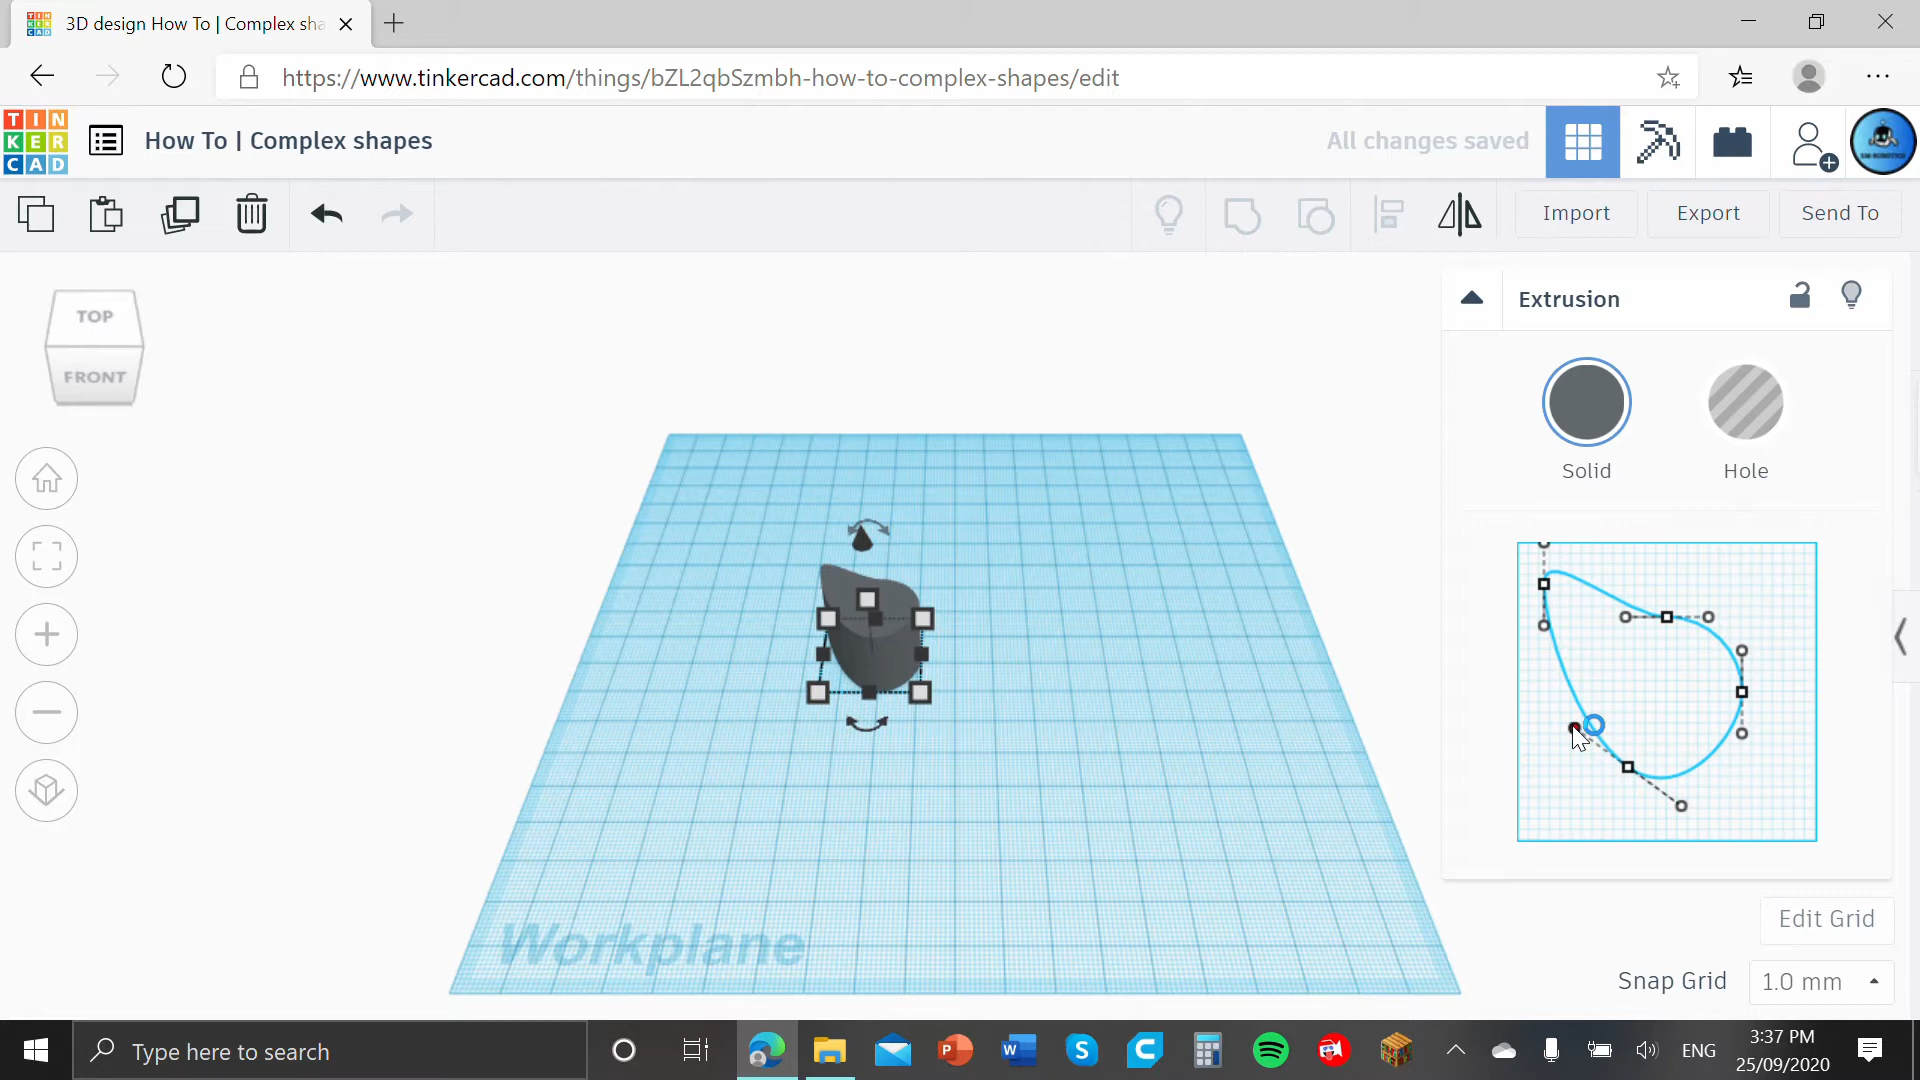 3D design How To | Complex sha
https://www.tinkercad.com/things/bZL2qbSzmbh-how-to-complex-shapes/edit
TIN
KER
CAD
How To | Complex shapes
All changes saved
Import
Export
Send To
TOP
FRONT
Extrusion
Solid
Hole
Workplane
Edit Grid
Snap Grid
1.0 mm
Type here to search
ENG
3:37 PM
25/09/2020